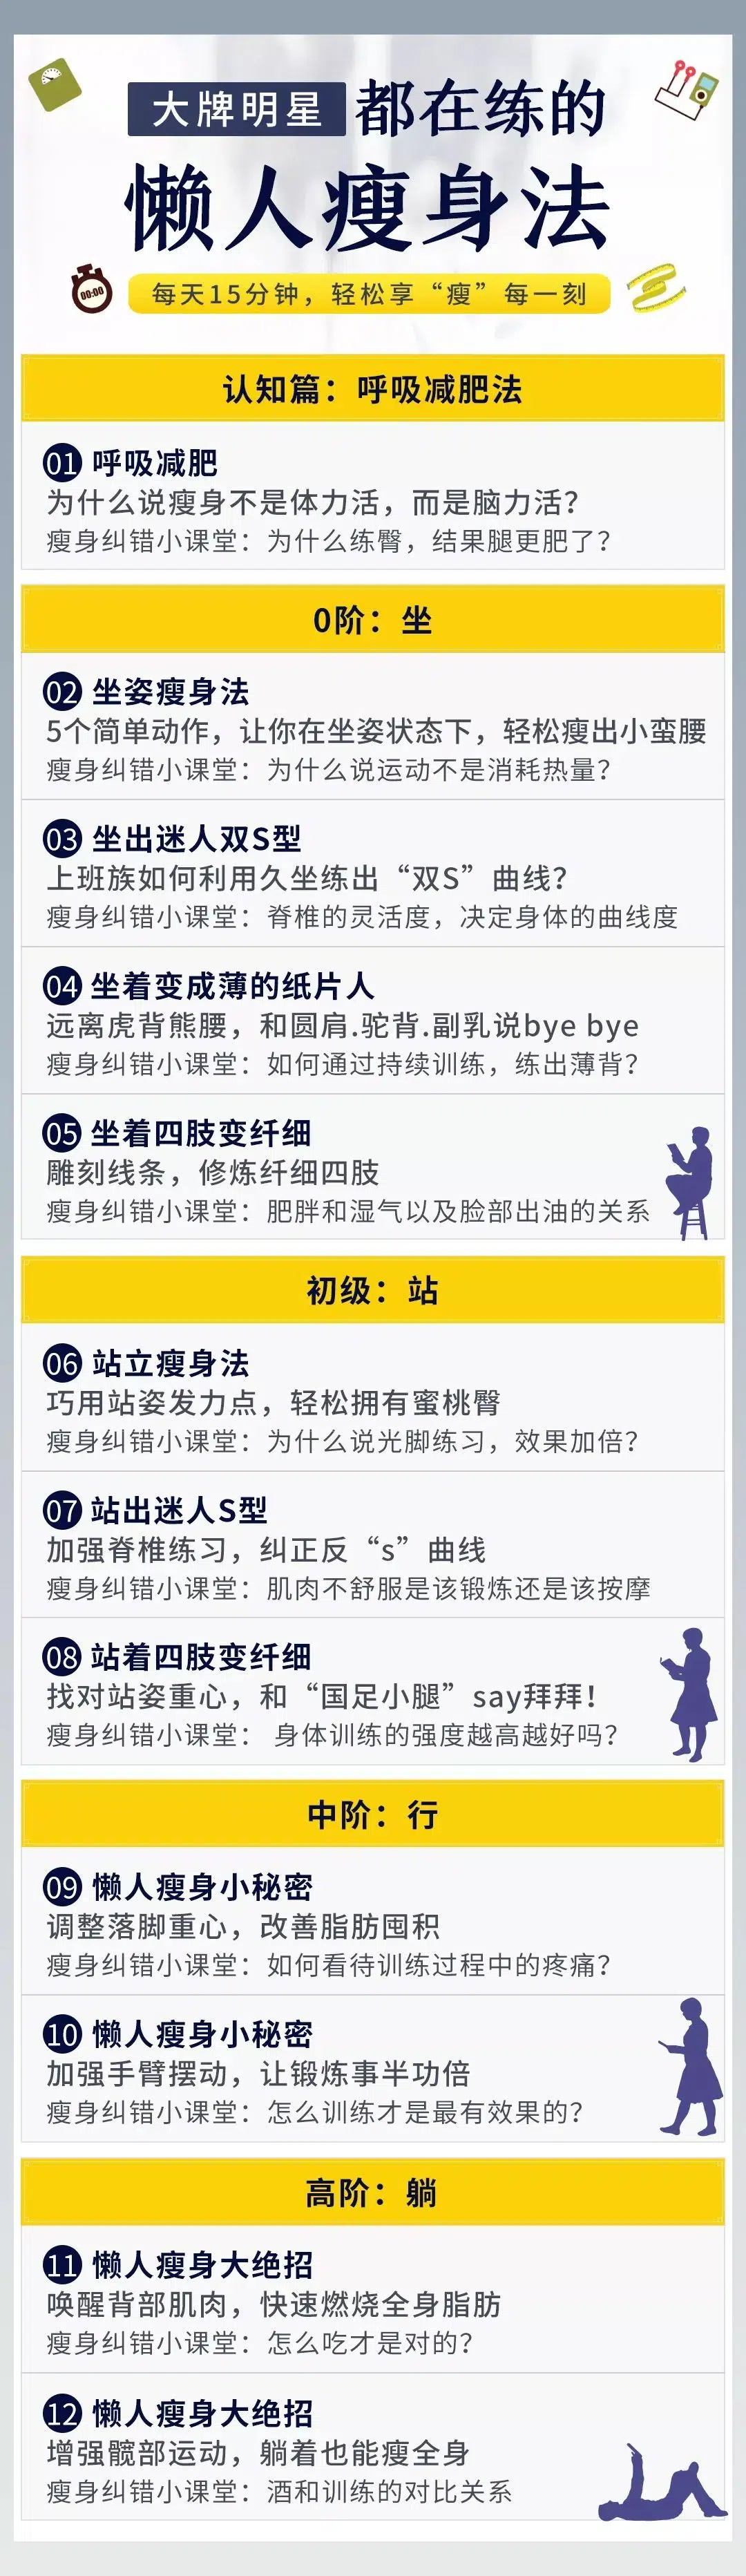 大牌明星都在练的
懒人瘦身法
00:00
每天15分钟，轻松享“瘦”每一刻
认知篇：呼吸减肥法
01 呼吸减肥
为什么说瘦身不是体力活，而是脑力活？
瘦身纠错小课堂：为什么练臀，结果腿更肥了？
0阶：坐
02 坐姿瘦身法
5个简单动作，让你在坐姿状态下，轻松瘦出小蛮腰
瘦身纠错小课堂：为什么说运动不是消耗热量？
03 坐出迷人双S型
上班族如何利用久坐练出“双S”曲线？
瘦身纠错小课堂：脊椎的灵活度，决定身体的曲线度
04 坐着变成薄的纸片人
远离虎背熊腰，和圆肩.驼背.副乳说bye bye
瘦身纠错小课堂：如何通过持续训练，练出薄背？
05 坐着四肢变纤细
雕刻线条，修炼纤细四肢
瘦身纠错小课堂：肥胖和湿气以及脸部出油的关系
初级：站
06 站立瘦身法
巧用站姿发力点，轻松拥有蜜桃臀
瘦身纠错小课堂：为什么说光脚练习，效果加倍？
07 站出迷人S型
加强脊椎练习，纠正反“s”曲线
瘦身纠错小课堂：肌肉不舒服是该锻炼还是该按摩
08 站着四肢变纤细
找对站姿重心，和“国足小腿”say拜拜！
瘦身纠错小课堂： 身体训练的强度越高越好吗？
中阶：行
09 懒人瘦身小秘密
调整落脚重心，改善脂肪囤积
瘦身纠错小课堂：如何看待训练过程中的疼痛？
10 懒人瘦身小秘密
加强手臂摆动，让锻炼事半功倍
瘦身纠错小课堂：怎么训练才是最有效果的？
高阶：躺
11 懒人瘦身大绝招
唤醒背部肌肉，快速燃烧全身脂肪
瘦身纠错小课堂：怎么吃才是对的？
12 懒人瘦身大绝招
增强髋部运动，躺着也能瘦全身
瘦身纠错小课堂：酒和训练的对比关系